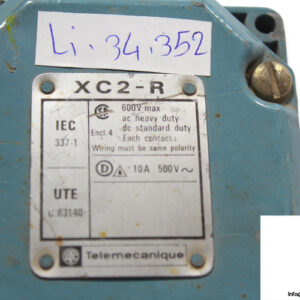 Li.34.352
XC2-R
IEC
337-1
600V max
ac heavy duty
Encl.4
dc standard duty
Each contact:
Wiring must be same polarity
UTE
c 63140
D
10A 500V~
Telemecanique